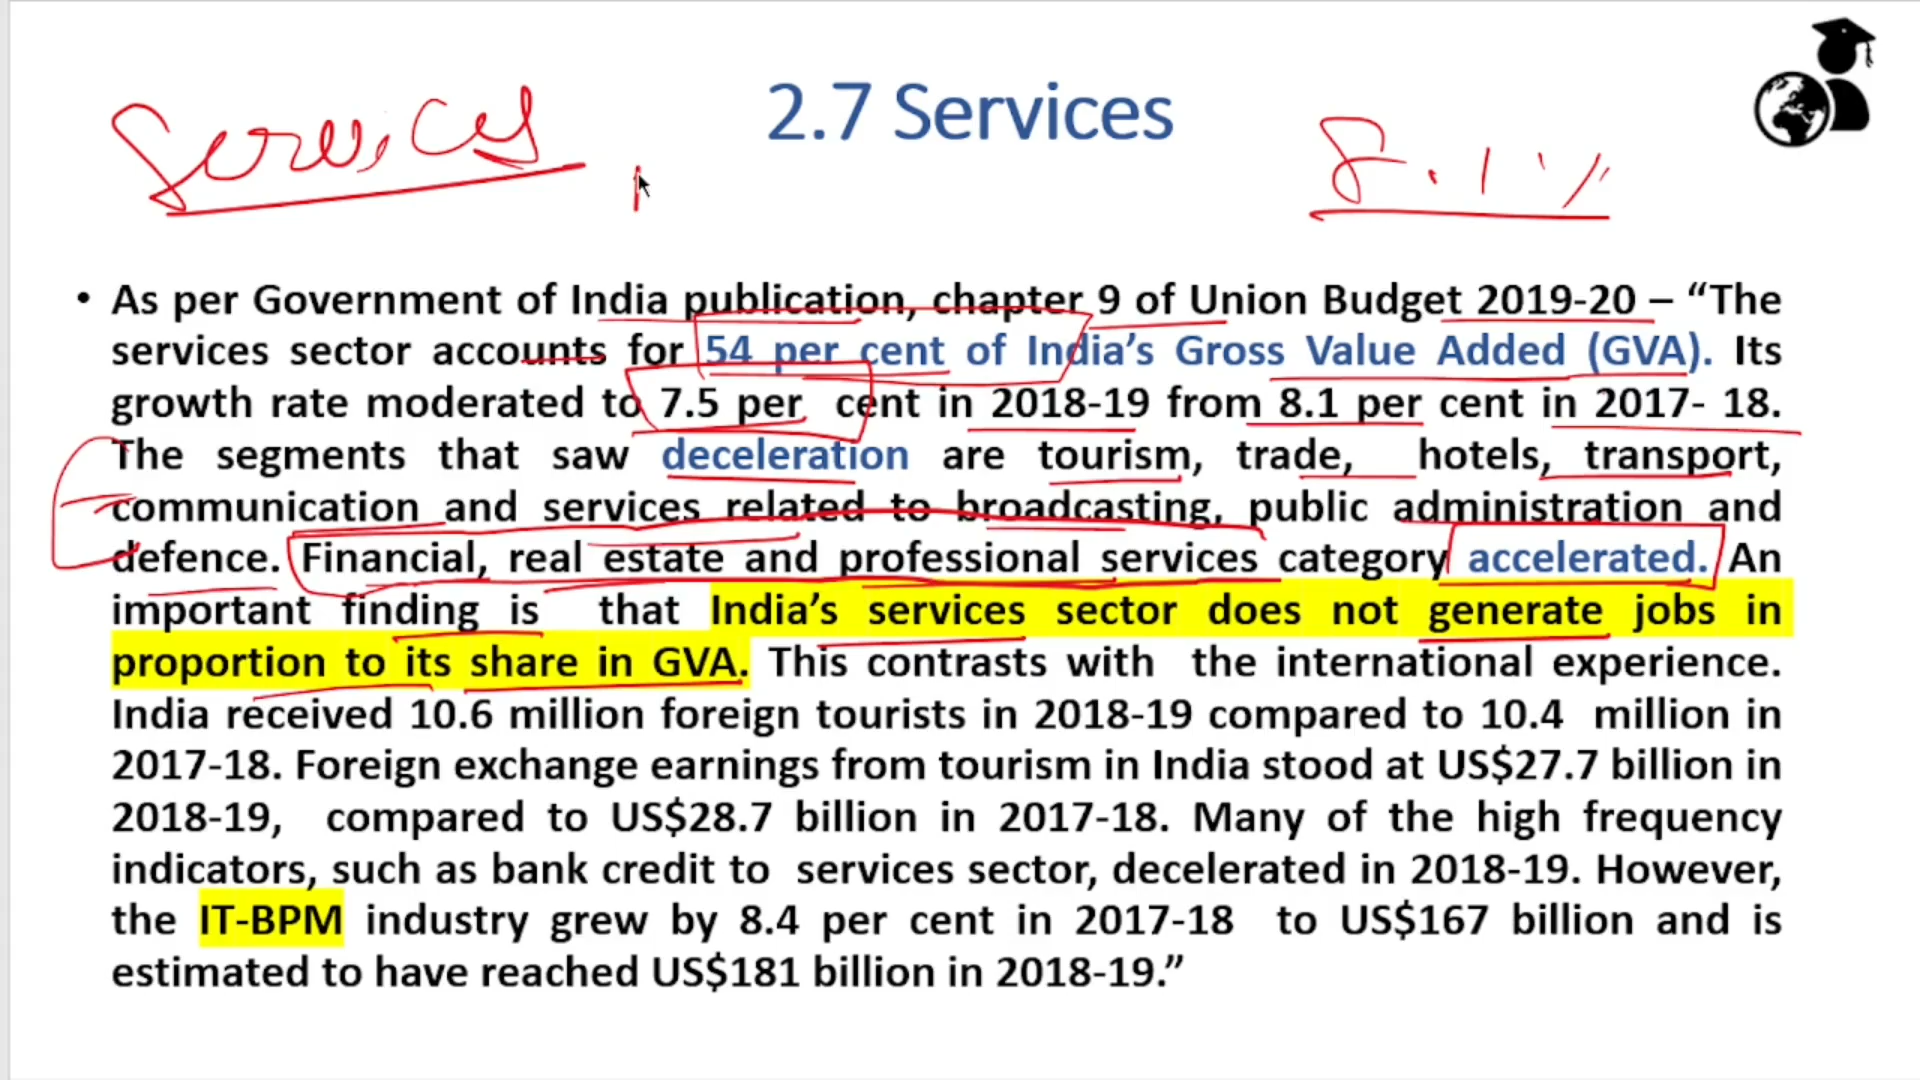 2.7 Services
Services
8.1%
• As per Government of India publication, chapter 9 of Union Budget 2019-20 – “The
services sector accounts for 54 per cent of India’s Gross Value Added (GVA). Its
growth rate moderated to 7.5 per cent in 2018-19 from 8.1 per cent in 2017- 18.
The segments that saw deceleration are tourism, trade, hotels, transport,
communication and services related to broadcasting, public administration and
defence. Financial, real estate and professional services category accelerated. An
important finding is that India’s services sector does not generate jobs in
proportion to its share in GVA. This contrasts with the international experience.
India received 10.6 million foreign tourists in 2018-19 compared to 10.4 million in
2017-18. Foreign exchange earnings from tourism in India stood at US$27.7 billion in
2018-19, compared to US$28.7 billion in 2017-18. Many of the high frequency
indicators, such as bank credit to services sector, decelerated in 2018-19. However,
the IT-BPM industry grew by 8.4 per cent in 2017-18 to US$167 billion and is
estimated to have reached US$181 billion in 2018-19.”